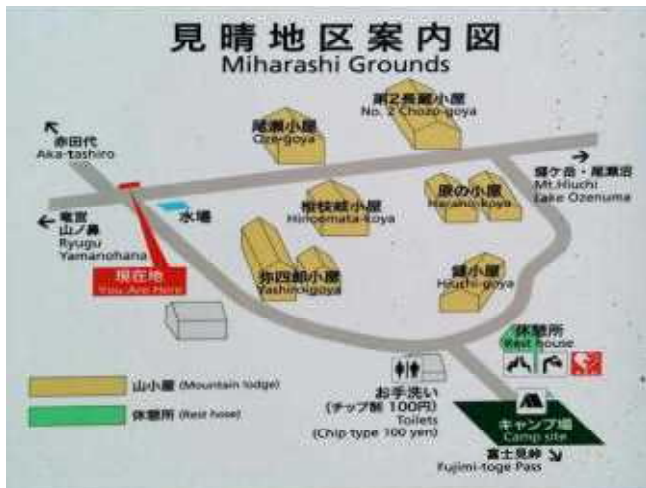 見晴地区案内図
Miharashi Grounds
第2長蔵小屋
No. 2 Chozo-goya
尾瀬小屋
Oze-goya
赤田代
Aka-tashiro
燧ケ岳・尾瀬沼
Mt.Hiuchi
Lake Ozenuma
原の小屋
Harano-koya
桧枝岐小屋
Hinoemata-koya
水場
竜宮
山ノ鼻
Ryugu
Yamanohana
現在地
You Are Here
弥四郎小屋
Yashiro-goya
燧小屋
Hiuchi-goya
休憩所
Rest house
山小屋 (Mountain lodge)
休憩所 (Rest hose)
お手洗い
(チップ制 100円)
Toilets
(Chip type 100 yen)
キャンプ場
Camp site
富士見峠
Fujimi-toge Pass